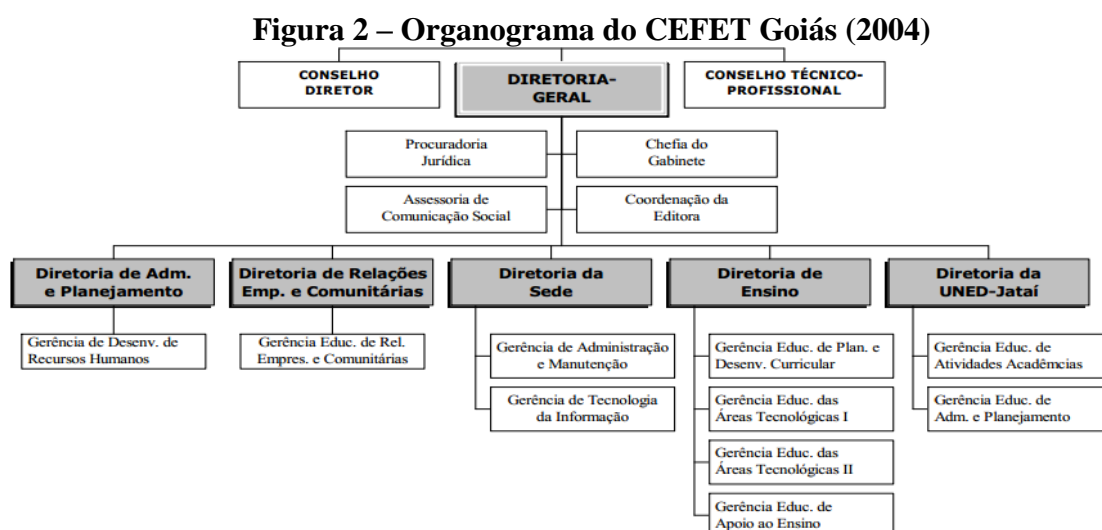 Figura 2 – Organograma do CEFET Goiás (2004)
CONSELHO
DIRETOR
DIRETORIA-
GERAL
CONSELHO TÉCNICO-
PROFISSIONAL
Procuradoria
Jurídica
Chefia do
Gabinete
Assessoria de
Comunicação Social
Coordenação da
Editora
Diretoria de Adm.
e Planejamento
Diretoria de Relações
Emp. e Comunitárias
Diretoria da
Sede
Diretoria de
Ensino
Diretoria da
UNED-Jataí
Gerência de Desenv. de
Recursos Humanos
Gerência Educ. de Rel.
Empres. e Comunitárias
Gerência de Administração
e Manutenção
Gerência de Tecnologia
da Informação
Gerência Educ. de Plan. e
Desenv. Curricular
Gerência Educ. das
Áreas Tecnológicas I
Gerência Educ. das
Áreas Tecnológicas II
Gerência Educ. de
Apoio ao Ensino
Gerência Educ. de
Atividades Acadêmcias
Gerência Educ. de
Adm. e Planejamento